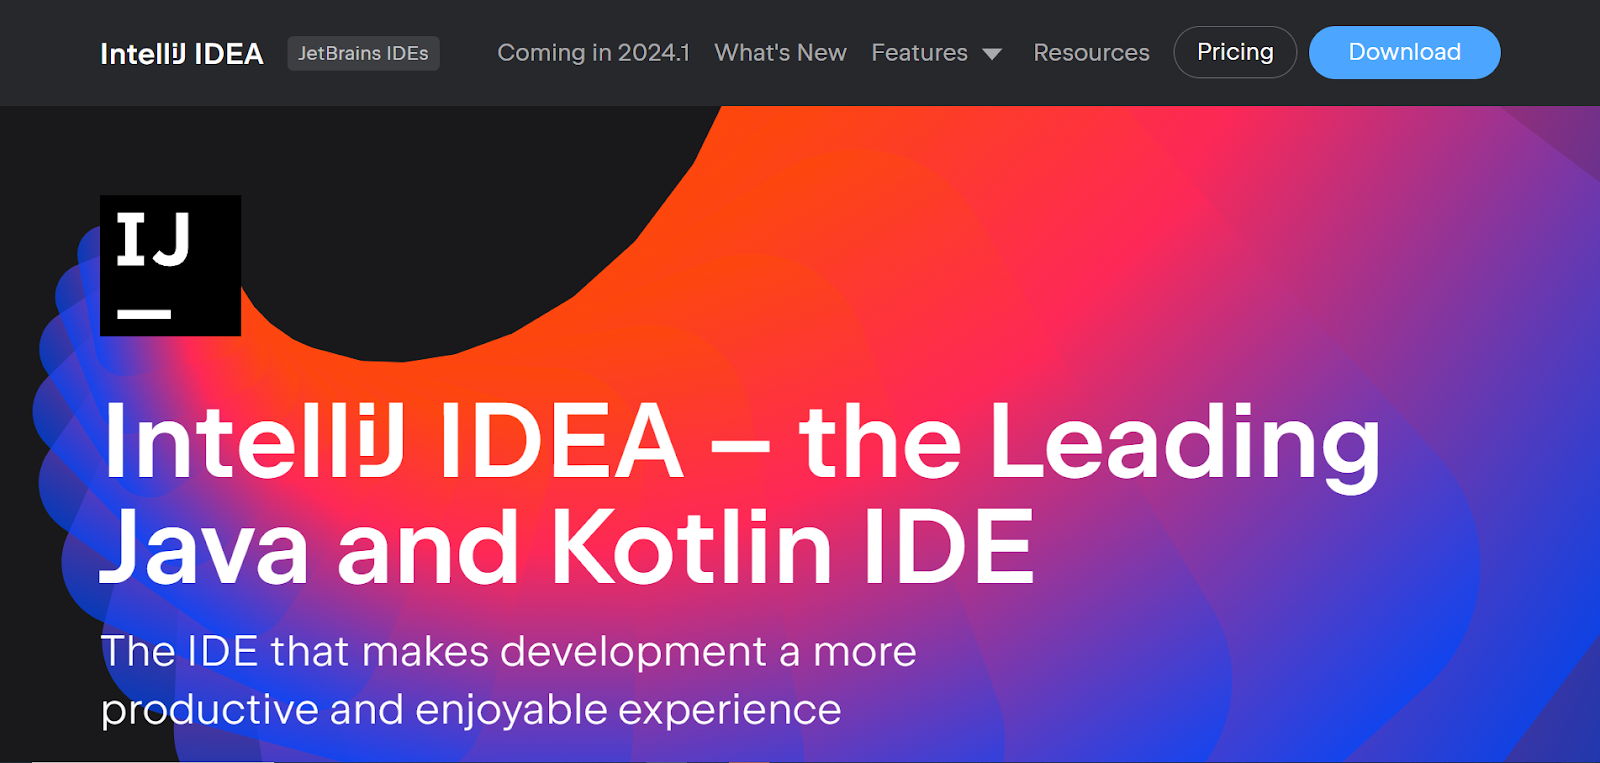 IntelliJ IDEA JetBrains IDEs Coming in 2024.1 What's New Features Resources Pricing Download
IJ
IntelliJ IDEA – the Leading
Java and Kotlin IDE
The IDE that makes development a more
productive and enjoyable experience